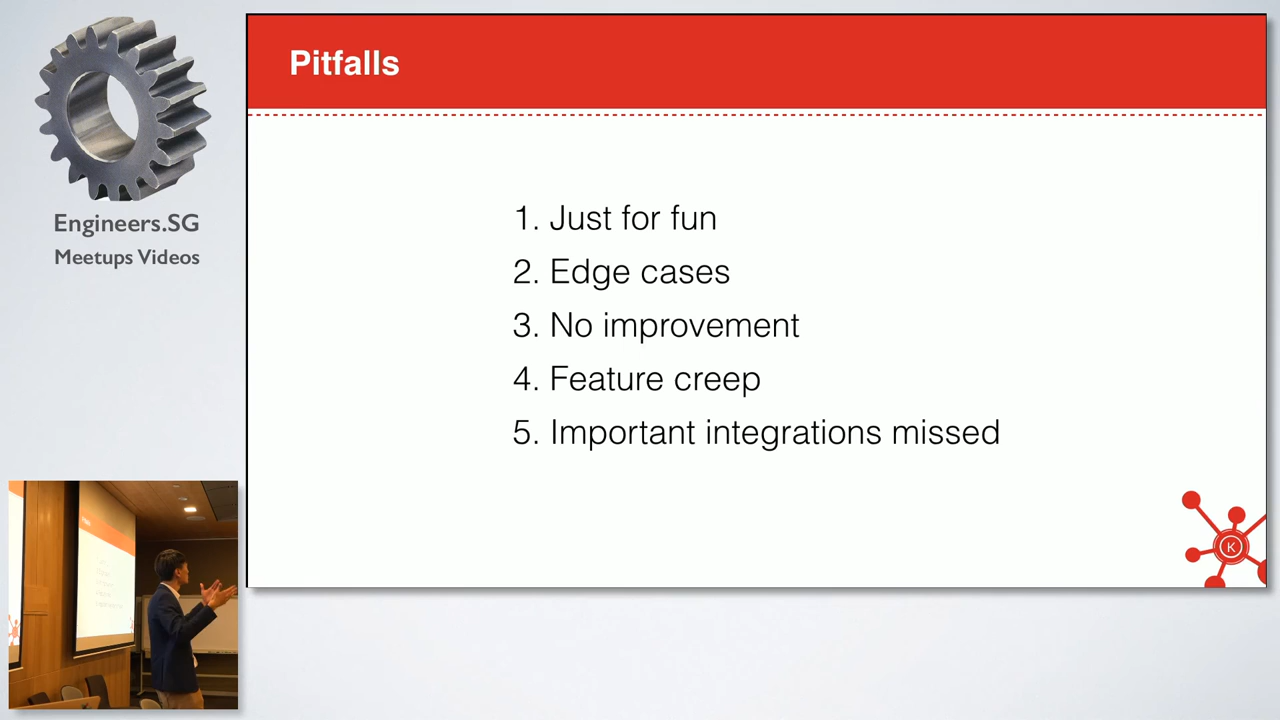 Pitfalls
1. Just for fun
2. Edge cases
3. No improvement
4. Feature creep
5. Important integrations missed
K
Engineers.SG
Meetups Videos